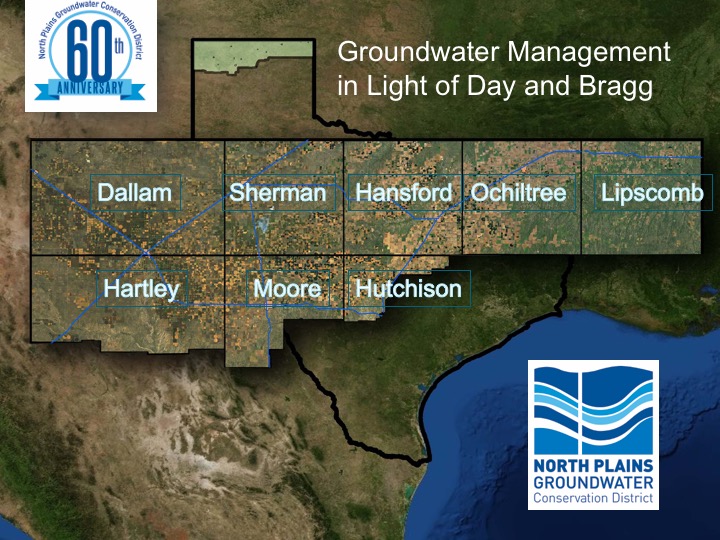 North Plains Groundwater Conservation District
60th
ANNIVERSARY
Groundwater Management
in Light of Day and Bragg
Dallam Sherman Hansford Ochiltree Lipscomb
Hartley Moore Hutchison
NORTH PLAINS
GROUNDWATER
Conservation District